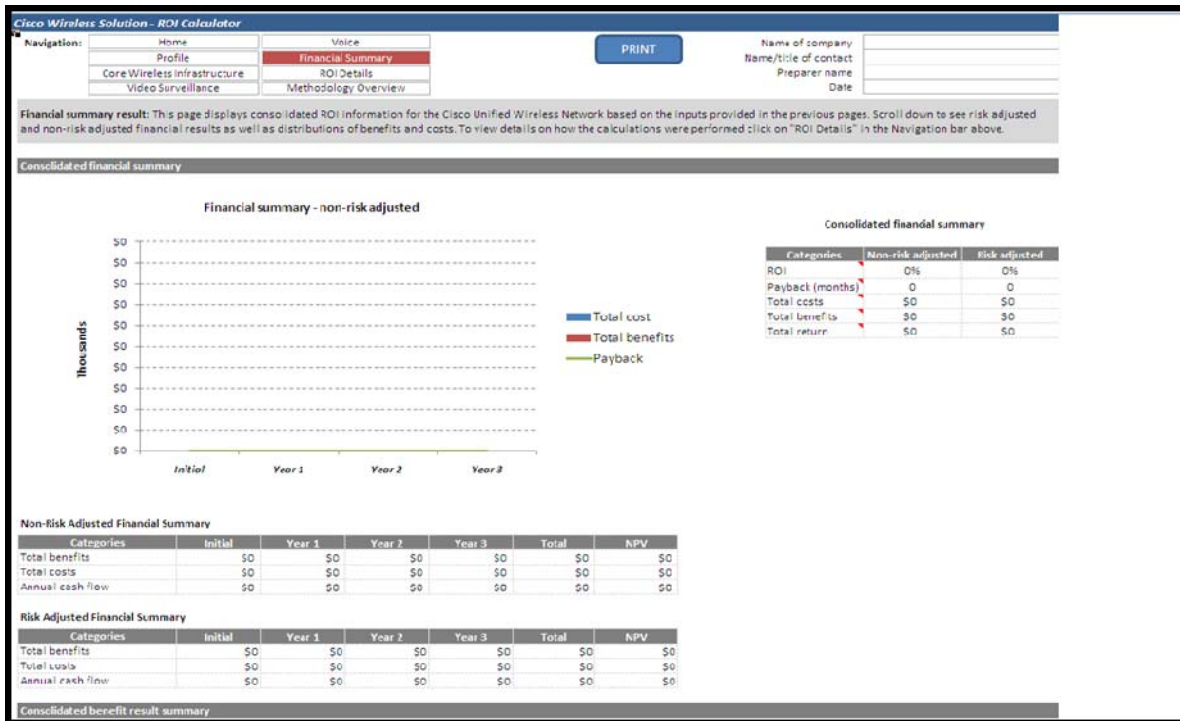 Cisco Wireless Solution - ROI Calculator
Navigation:
Home
Voice
Profile
Financial Summary
Core Wireless Infrastructure
ROI Details
Video Surveillance
Methodology Overview
PRINT
Name of company
Name/title of contact
Preparer name
Date
Financial summary result: This page displays consolidated ROI information for the Cisco Unified Wireless Network based on the inputs provided in the previous pages. Scroll down to see risk adjusted
and non-risk adjusted financial results as well as distributions of benefits and costs. To view details on how the calculations were performed click on "ROI Details" in the Navigation bar above.
Consolidated financial summary
Financial summary - non-risk adjusted
$0
$0
$0
$0
$0
$0
$0
$0
$0
$0
$0
Thousands
Initial Year 1 Year 2 Year 3
Total cost
Total benefits
Payback
Consolidated financial summary
Categories Non-risk adjusted Risk adjusted
ROI 0% 0%
Payback (months) 0 0
Total costs $0 $0
Total benefits $0 $0
Total return $0 $0
Non-Risk Adjusted Financial Summary
Categories Initial Year 1 Year 2 Year 3 Total NPV
Total benefits $0 $0 $0 $0 $0 $0
Total costs $0 $0 $0 $0 $0 $0
Annual cash flow $0 $0 $0 $0 $0 $0
Risk Adjusted Financial Summary
Categories Initial Year 1 Year 2 Year 3 Total NPV
Total benefits $0 $0 $0 $0 $0 $0
Total costs $0 $0 $0 $0 $0 $0
Annual cash flow $0 $0 $0 $0 $0 $0
Consolidated benefit result summary